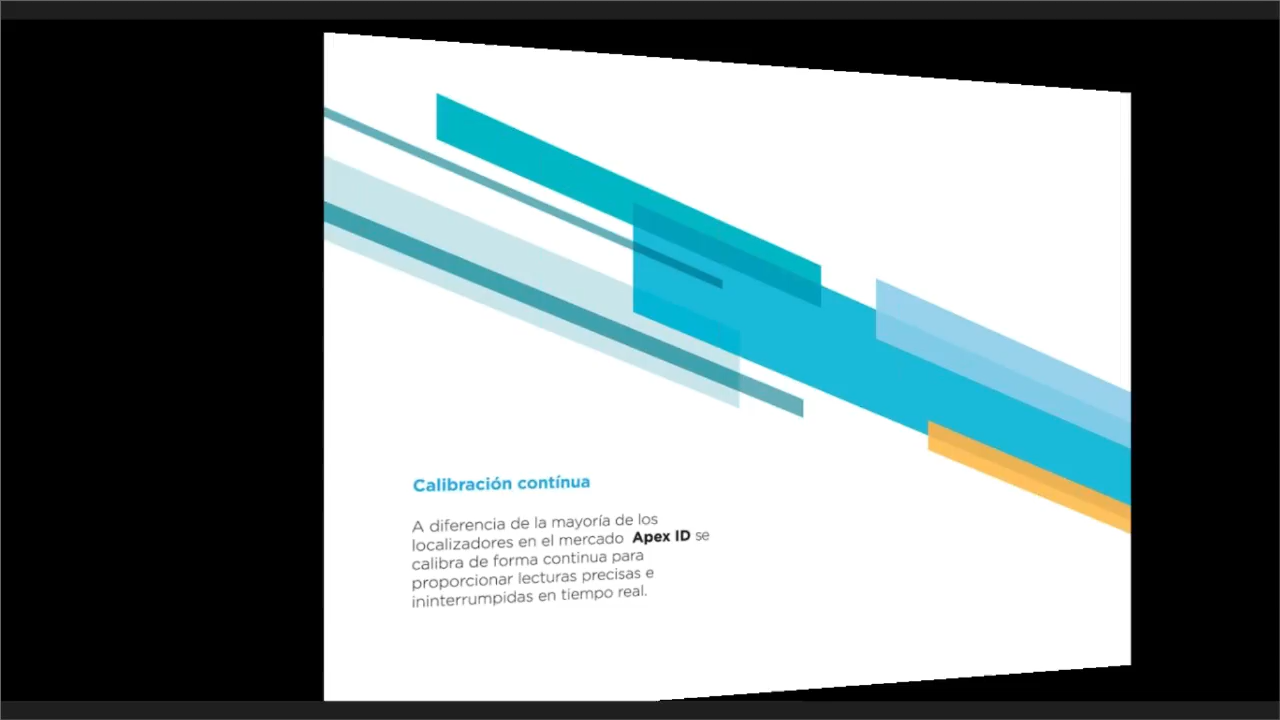 Calibración contínua
A diferencia de la mayoría de los
localizadores en el mercado Apex ID se
calibra de forma continua para
proporcionar lecturas precisas e
ininterrumpidas en tiempo real.